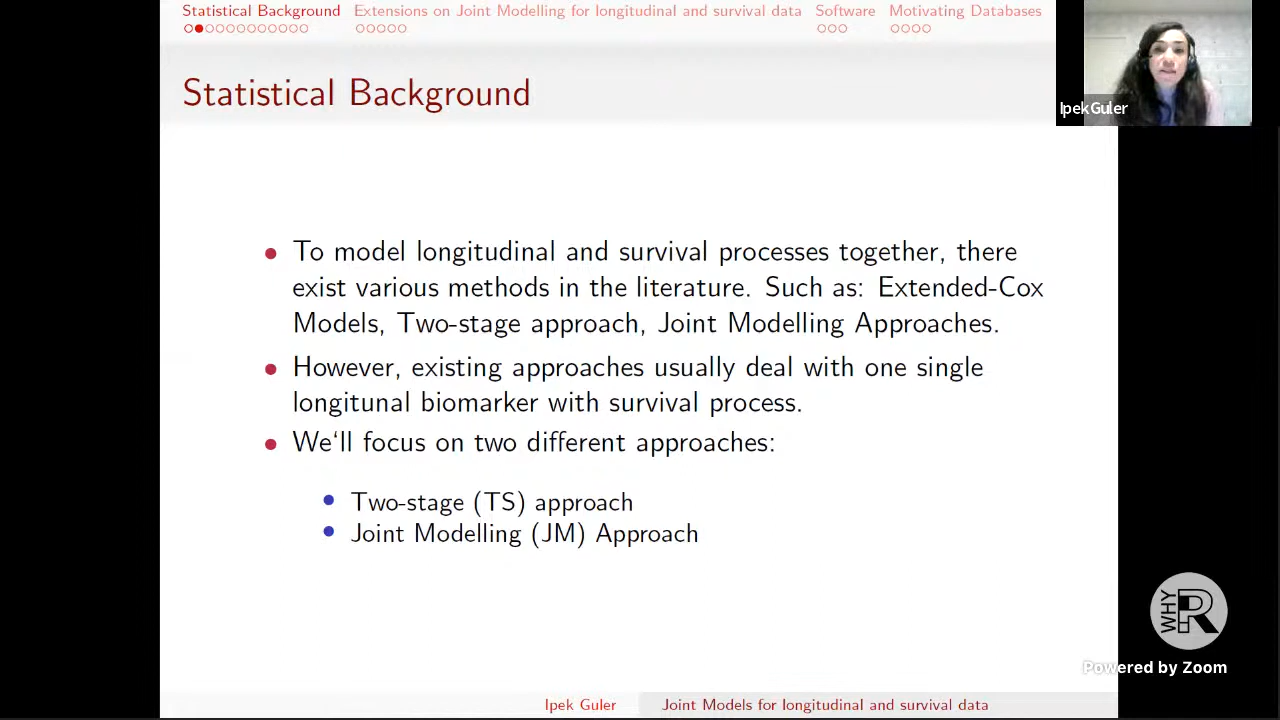 Statistical Background Extensions on Joint Modelling for longitudinal and survival data Software Motivating Databases
Ipek Guler
Statistical Background
To model longitudinal and survival processes together, there
exist various methods in the literature. Such as: Extended-Cox
Models, Two-stage approach, Joint Modelling Approaches.
However, existing approaches usually deal with one single
longitunal biomarker with survival process.
We‘ll focus on two different approaches:
Two-stage (TS) approach
Joint Modelling (JM) Approach
WHY R
Powered by Zoom
Ipek Guler Joint Models for longitudinal and survival data